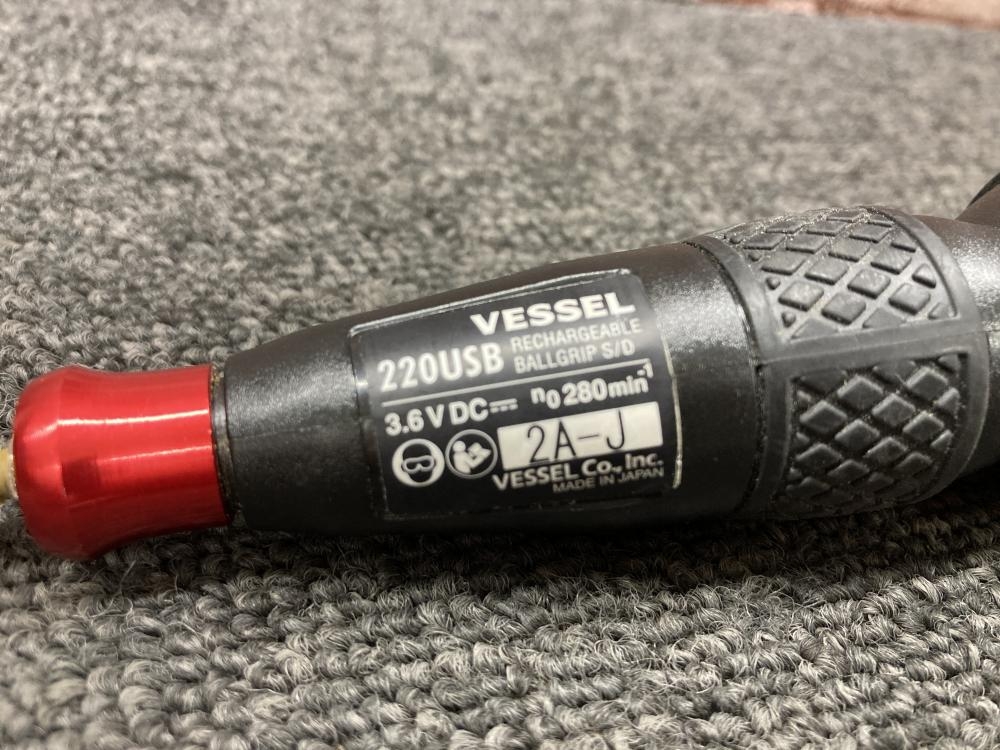 VESSEL
220USB RECHARGEABLE BALLGRIP S/D
3.6 V DC⎓ n₀ 280min⁻¹
2A-J
VESSEL Co., Inc.
MADE IN JAPAN